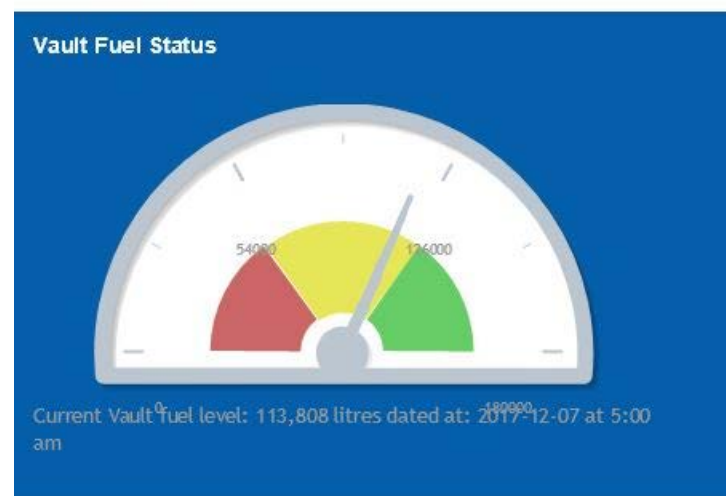 Vault Fuel Status
54000
126000
0
180000
Current Vault fuel level: 113,808 litres dated at: 2017-12-07 at 5:00
am